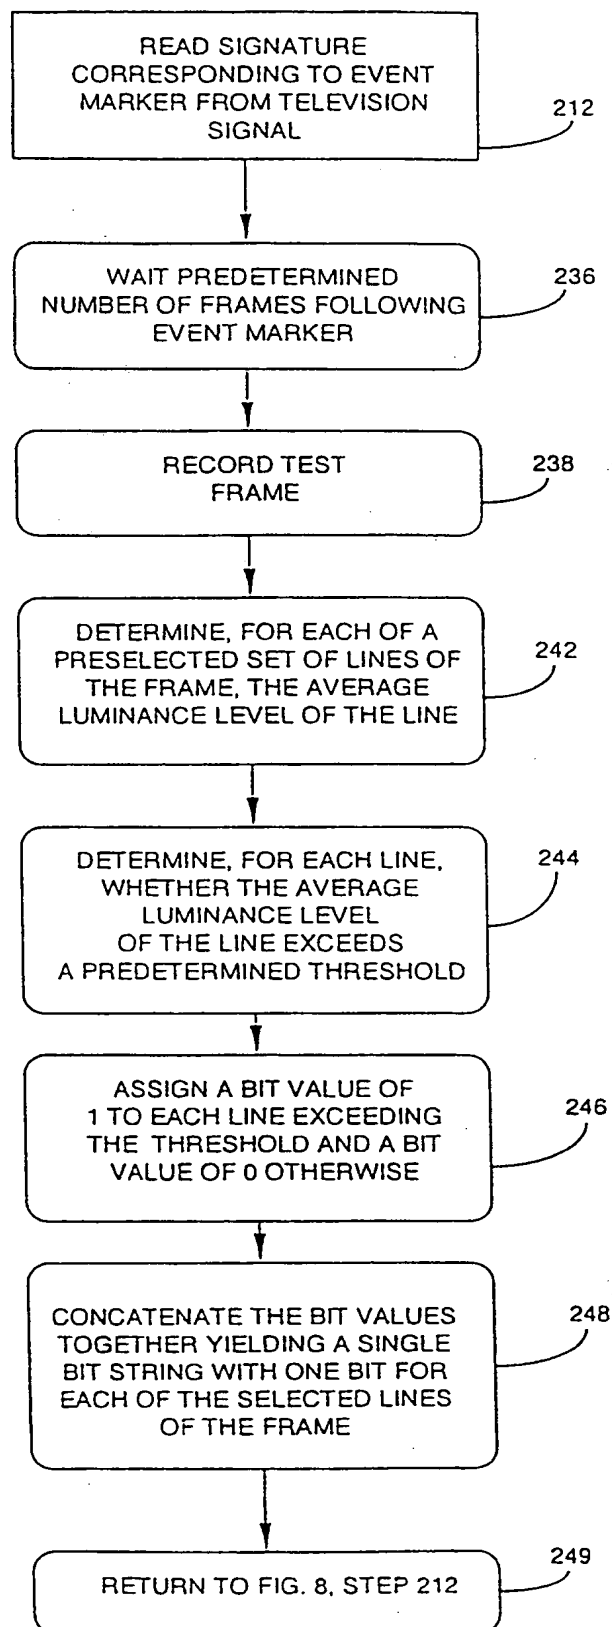 READ SIGNATURE
CORRESPONDING TO EVENT
MARKER FROM TELEVISION
SIGNAL
212
WAIT PREDETERMINED
NUMBER OF FRAMES FOLLOWING
EVENT MARKER
236
RECORD TEST
FRAME
238
DETERMINE, FOR EACH OF A
PRESELECTED SET OF LINES OF
THE FRAME, THE AVERAGE
LUMINANCE LEVEL OF THE LINE
242
DETERMINE, FOR EACH LINE,
WHETHER THE AVERAGE
LUMINANCE LEVEL
OF THE LINE EXCEEDS
A PREDETERMINED THRESHOLD
244
ASSIGN A BIT VALUE OF
1 TO EACH LINE EXCEEDING
THE THRESHOLD AND A BIT
VALUE OF 0 OTHERWISE
246
CONCATENATE THE BIT VALUES
TOGETHER YIELDING A SINGLE
BIT STRING WITH ONE BIT FOR
EACH OF THE SELECTED LINES
OF THE FRAME
248
RETURN TO FIG. 8, STEP 212
249